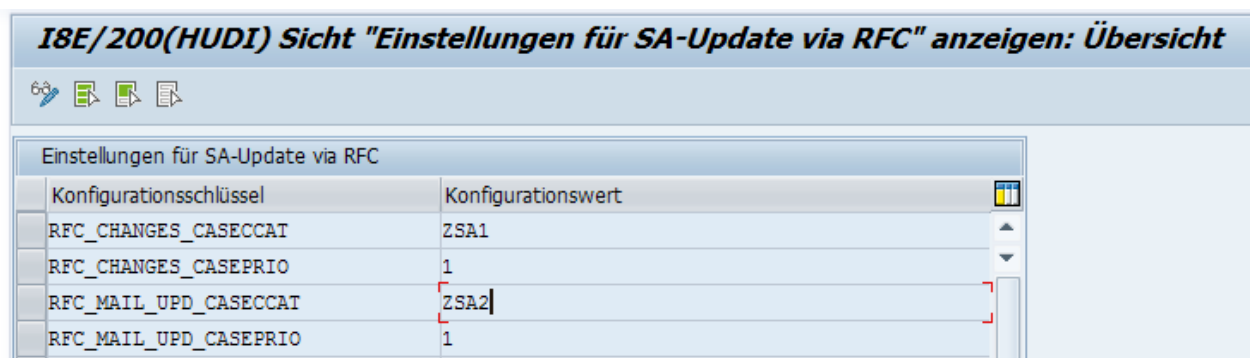 I8E/200(HUDI) Sicht "Einstellungen für SA-Update via RFC" anzeigen: Übersicht
Einstellungen für SA-Update via RFC
Konfigurationsschlüssel Konfigurationswert
RFC_CHANGES_CASECCAT ZSA1
RFC_CHANGES_CASEPRIO 1
RFC_MAIL_UPD_CASECCAT ZSA2
RFC_MAIL_UPD_CASEPRIO 1